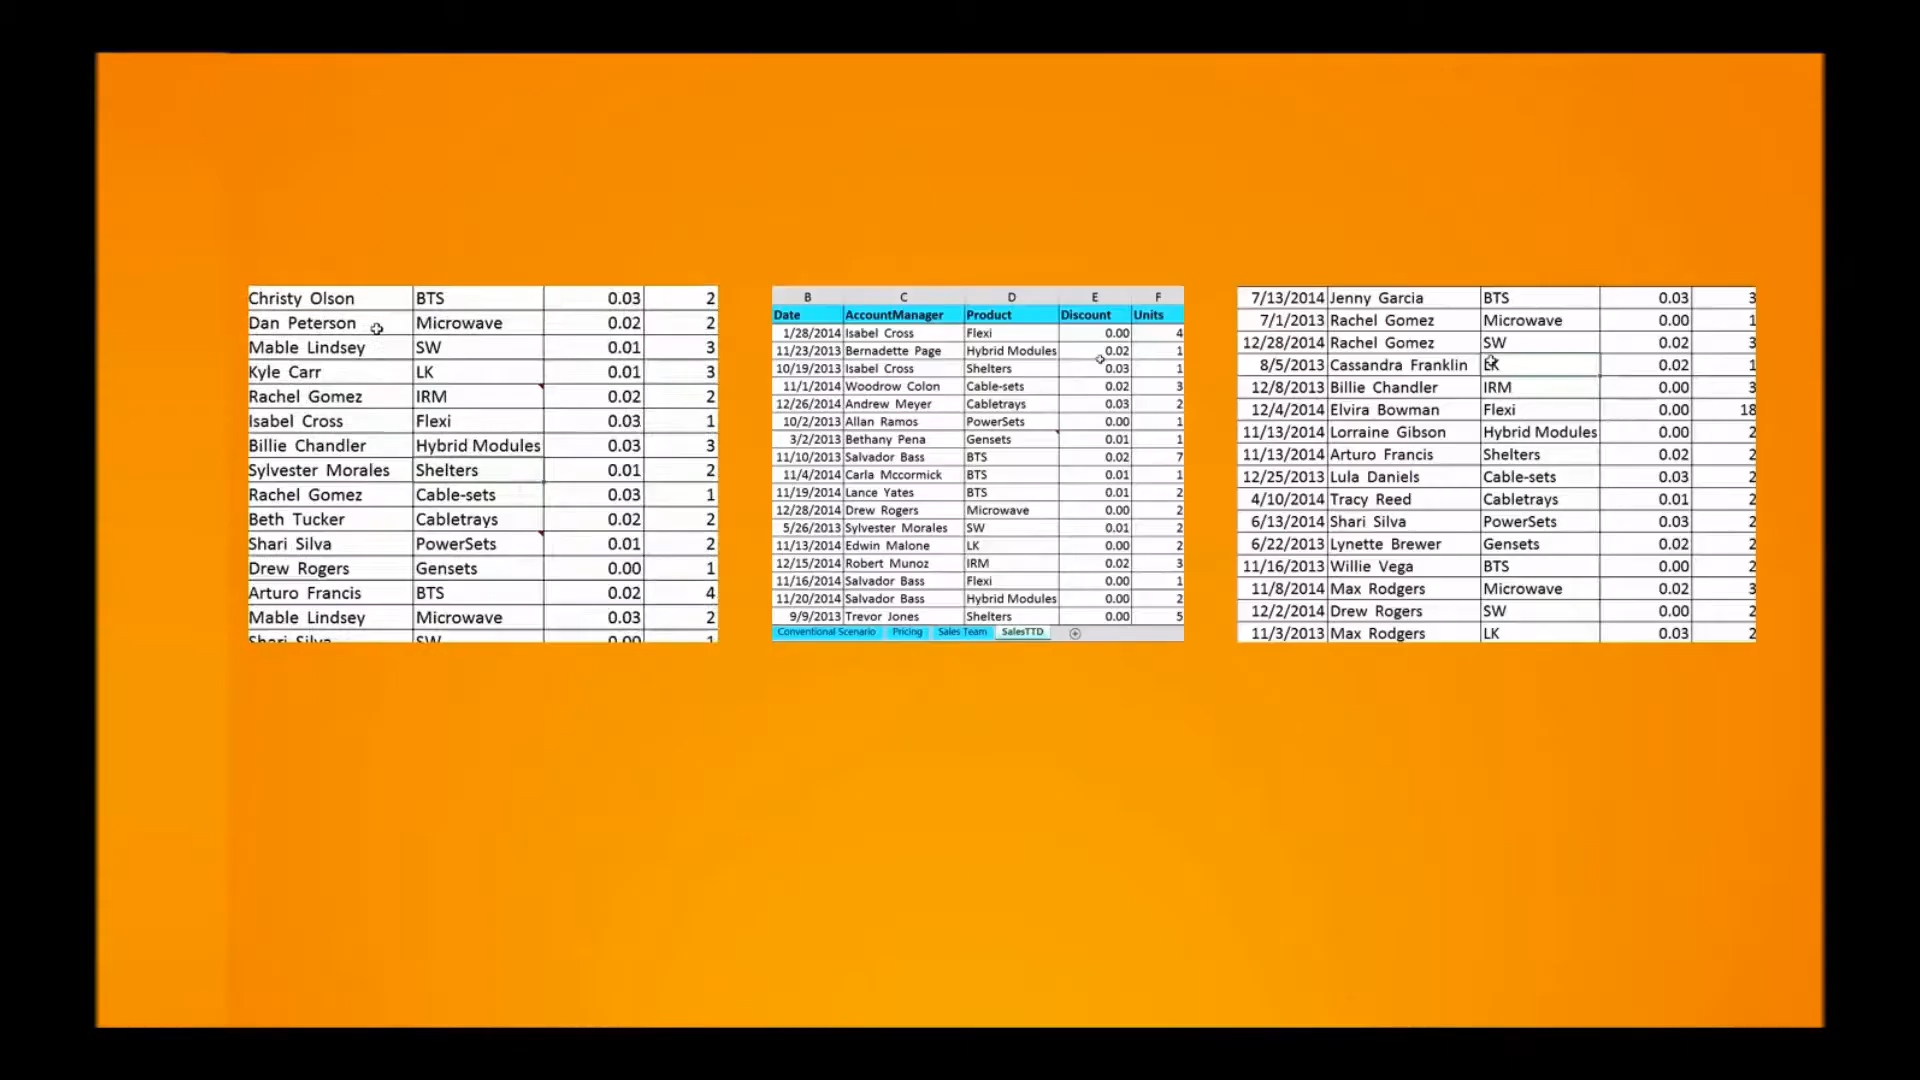 Christy Olson BTS 0.03 2
Dan Peterson Microwave 0.02 2
Mable Lindsey SW 0.01 3
Kyle Carr LK 0.01 3
Rachel Gomez IRM 0.02 2
Isabel Cross Flexi 0.03 1
Billie Chandler Hybrid Modules 0.03 3
Sylvester Morales Shelters 0.01 2
Rachel Gomez Cable-sets 0.03 1
Beth Tucker Cabletrays 0.02 2
Shari Silva PowerSets 0.01 2
Drew Rogers Gensets 0.00 1
Arturo Francis BTS 0.02 4
Mable Lindsey Microwave 0.03 2
Shari Silva SW 0.00 1
B C D E F
Date AccountManager Product Discount Units
1/28/2014 Isabel Cross Flexi 0.00 4
11/23/2013 Bernadette Page Hybrid Modules 0.02 1
10/19/2013 Isabel Cross Shelters 0.03 1
11/1/2014 Woodrow Colon Cable-sets 0.02 3
12/26/2014 Andrew Meyer Cabletrays 0.03 2
10/2/2013 Allan Ramos PowerSets 0.00 1
3/2/2013 Bethany Pena Gensets 0.01 1
11/10/2013 Salvador Bass BTS 0.02 7
11/4/2014 Carla Mccormick BTS 0.01 1
11/19/2014 Lance Yates BTS 0.01 2
12/28/2014 Drew Rogers Microwave 0.00 2
5/26/2013 Sylvester Morales SW 0.01 2
11/13/2014 Edwin Malone LK 0.00 2
12/15/2014 Robert Munoz IRM 0.02 3
11/16/2014 Salvador Bass Flexi 0.00 1
11/20/2014 Salvador Bass Hybrid Modules 0.00 2
9/9/2013 Trevor Jones Shelters 0.00 5
Conventional Scenario Pricing Sales Team SalesTTD
7/13/2014 Jenny Garcia BTS 0.03 3
7/1/2013 Rachel Gomez Microwave 0.00 1
12/28/2014 Rachel Gomez SW 0.02 3
8/5/2013 Cassandra Franklin LK 0.02 1
12/8/2013 Billie Chandler IRM 0.00 3
12/4/2014 Elvira Bowman Flexi 0.00 18
11/13/2014 Lorraine Gibson Hybrid Modules 0.00 2
11/13/2014 Arturo Francis Shelters 0.02 2
12/25/2013 Lula Daniels Cable-sets 0.03 2
4/10/2014 Tracy Reed Cabletrays 0.01 2
6/13/2014 Shari Silva PowerSets 0.03 2
6/22/2013 Lynette Brewer Gensets 0.02 2
11/16/2013 Willie Vega BTS 0.00 2
11/8/2014 Max Rodgers Microwave 0.02 3
12/2/2014 Drew Rogers SW 0.00 2
11/3/2013 Max Rodgers LK 0.03 2